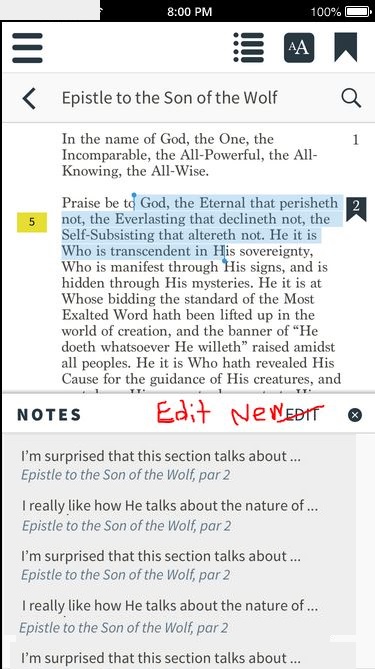 8:00 PM 100%
AA
Epistle to the Son of the Wolf
In the name of God, the One, the 1
Incomparable, the All-Powerful, the All-
Knowing, the All-Wise.
Praise be to God, the Eternal that perisheth 2
5 not, the Everlasting that declineth not, the
Self-Subsisting that altereth not. He it is
Who is transcendent in His sovereignty,
Who is manifest through His signs, and is
hidden through His mysteries. He it is at
Whose bidding the standard of the Most
Exalted Word hath been lifted up in the
world of creation, and the banner of “He
doeth whatsoever He willeth” raised amidst
all peoples. He it is Who hath revealed His
Cause for the guidance of His creatures, and
NOTES Edit New EDIT
I’m surprised that this section talks about ...
Epistle to the Son of the Wolf, par 2
I really like how He talks about the nature of ...
Epistle to the Son of the Wolf, par 2
I’m surprised that this section talks about ...
Epistle to the Son of the Wolf, par 2
I really like how He talks about the nature of ...
Epistle to the Son of the Wolf, par 2
I’m surprised that this section talks about ...